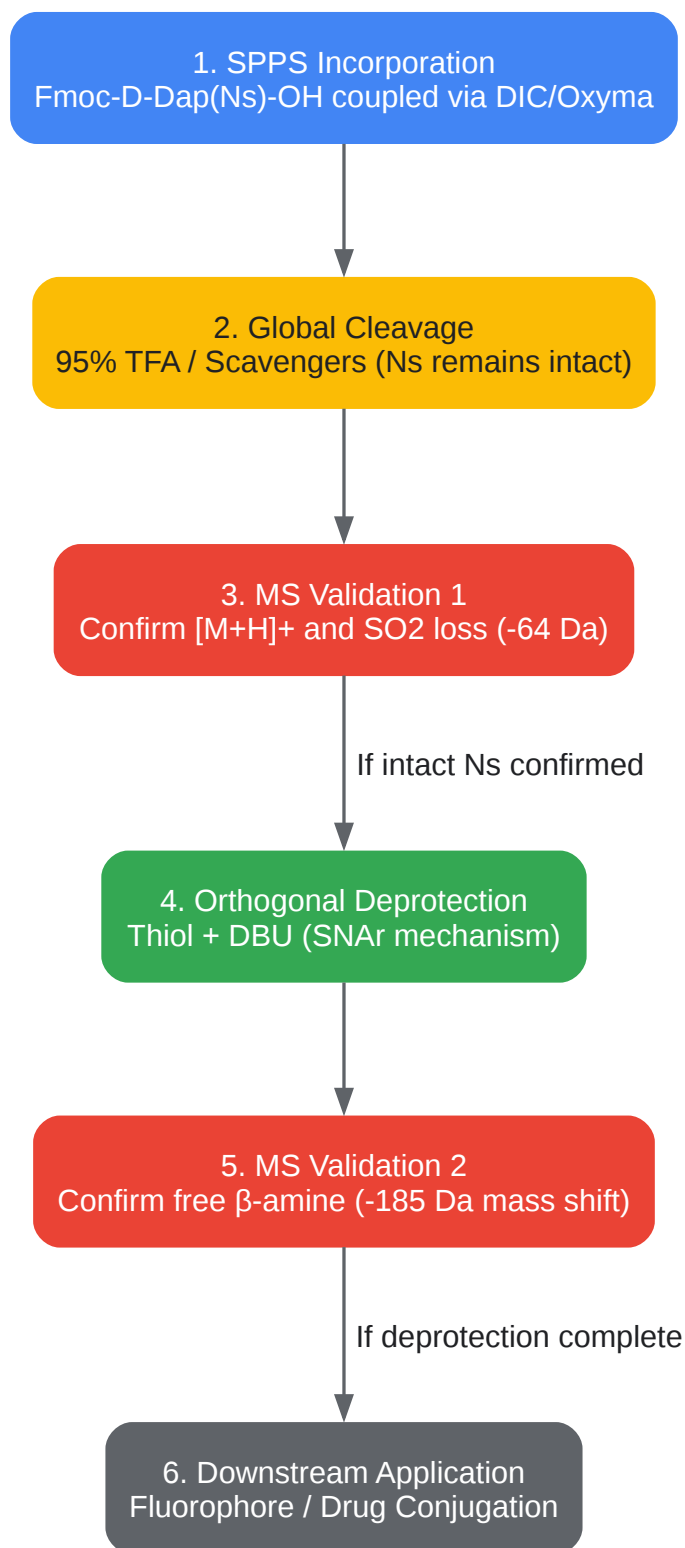 1. SPPS Incorporation
Fmoc-D-Dap(Ns)-OH coupled via DIC/Oxyma
2. Global Cleavage
95% TFA / Scavengers (Ns remains intact)
3. MS Validation 1
Confirm [M+H]+ and SO2 loss (-64 Da)
If intact Ns confirmed
4. Orthogonal Deprotection
Thiol + DBU (SNAr mechanism)
5. MS Validation 2
Confirm free β-amine (-185 Da mass shift)
If deprotection complete
6. Downstream Application
Fluorophore / Drug Conjugation